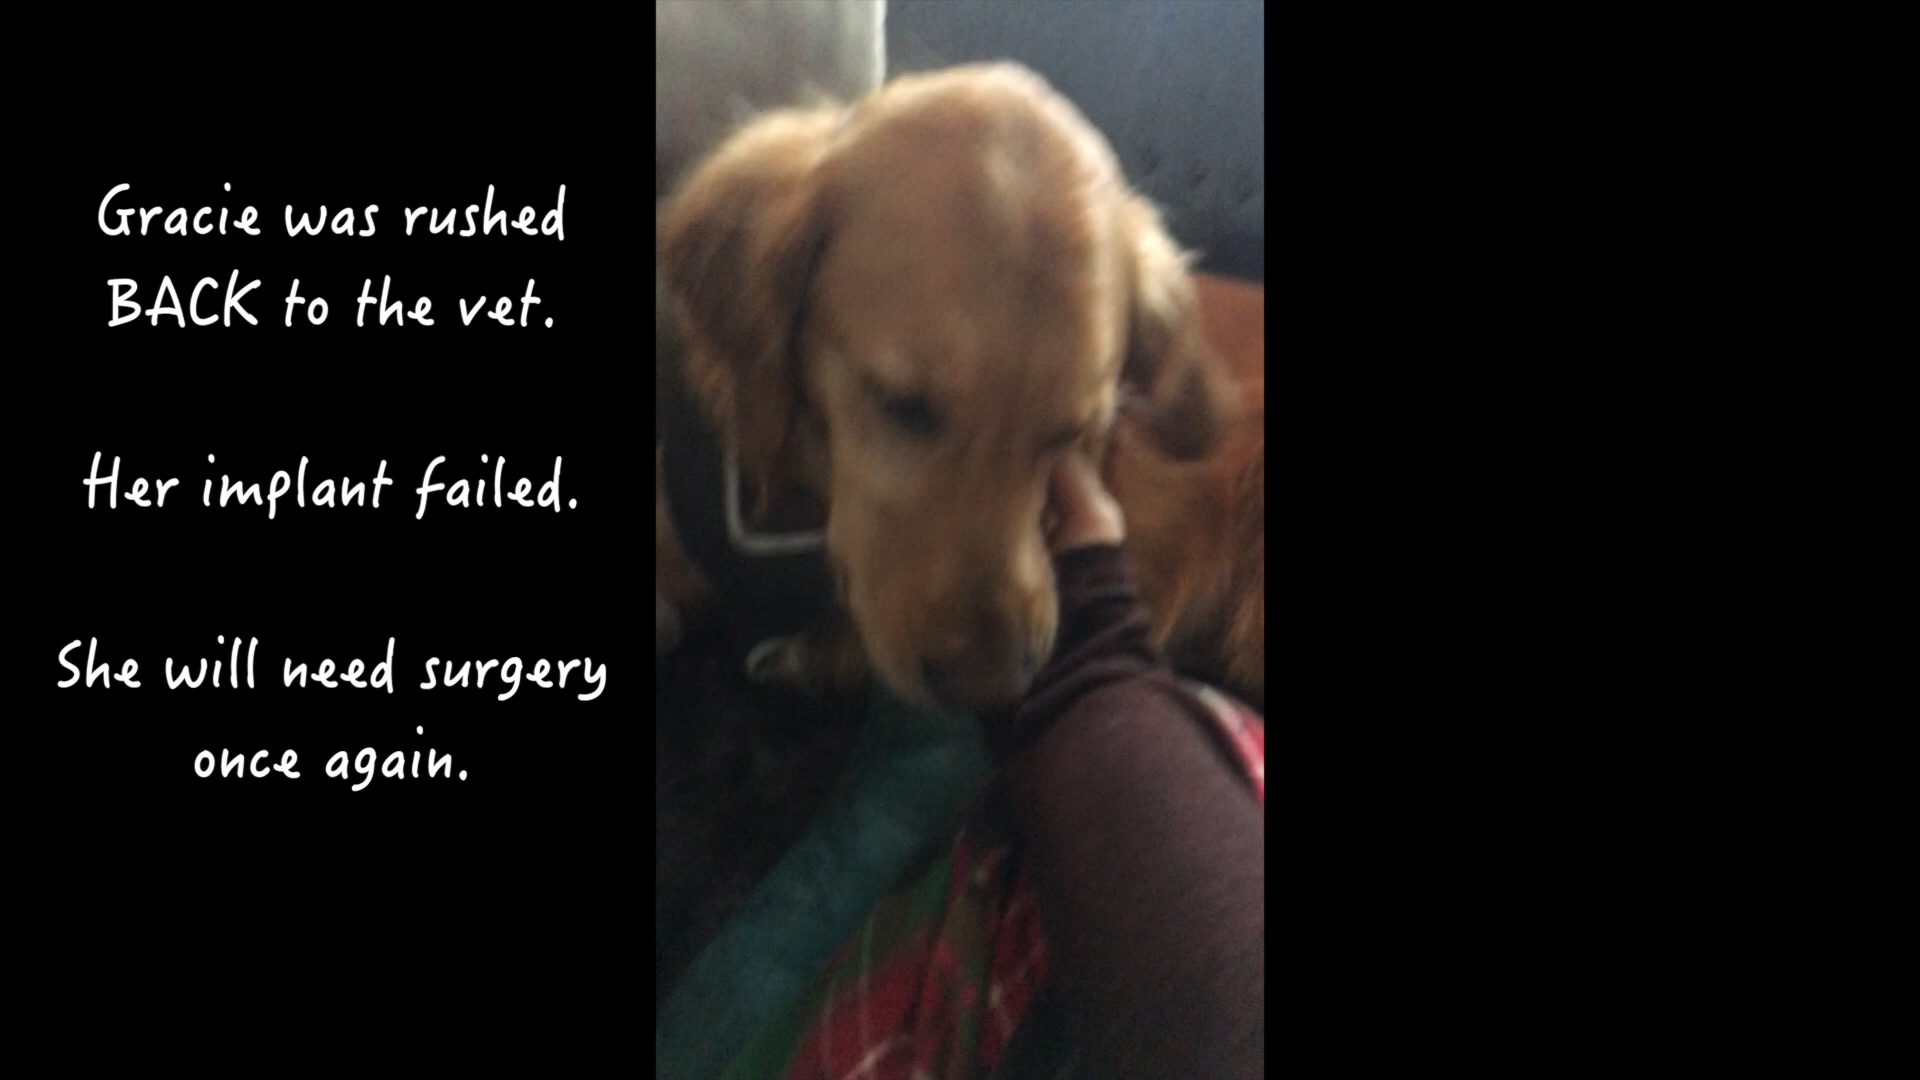 Gracie was rushed
BACK to the vet.
Her implant failed.
She will need surgery
once again.